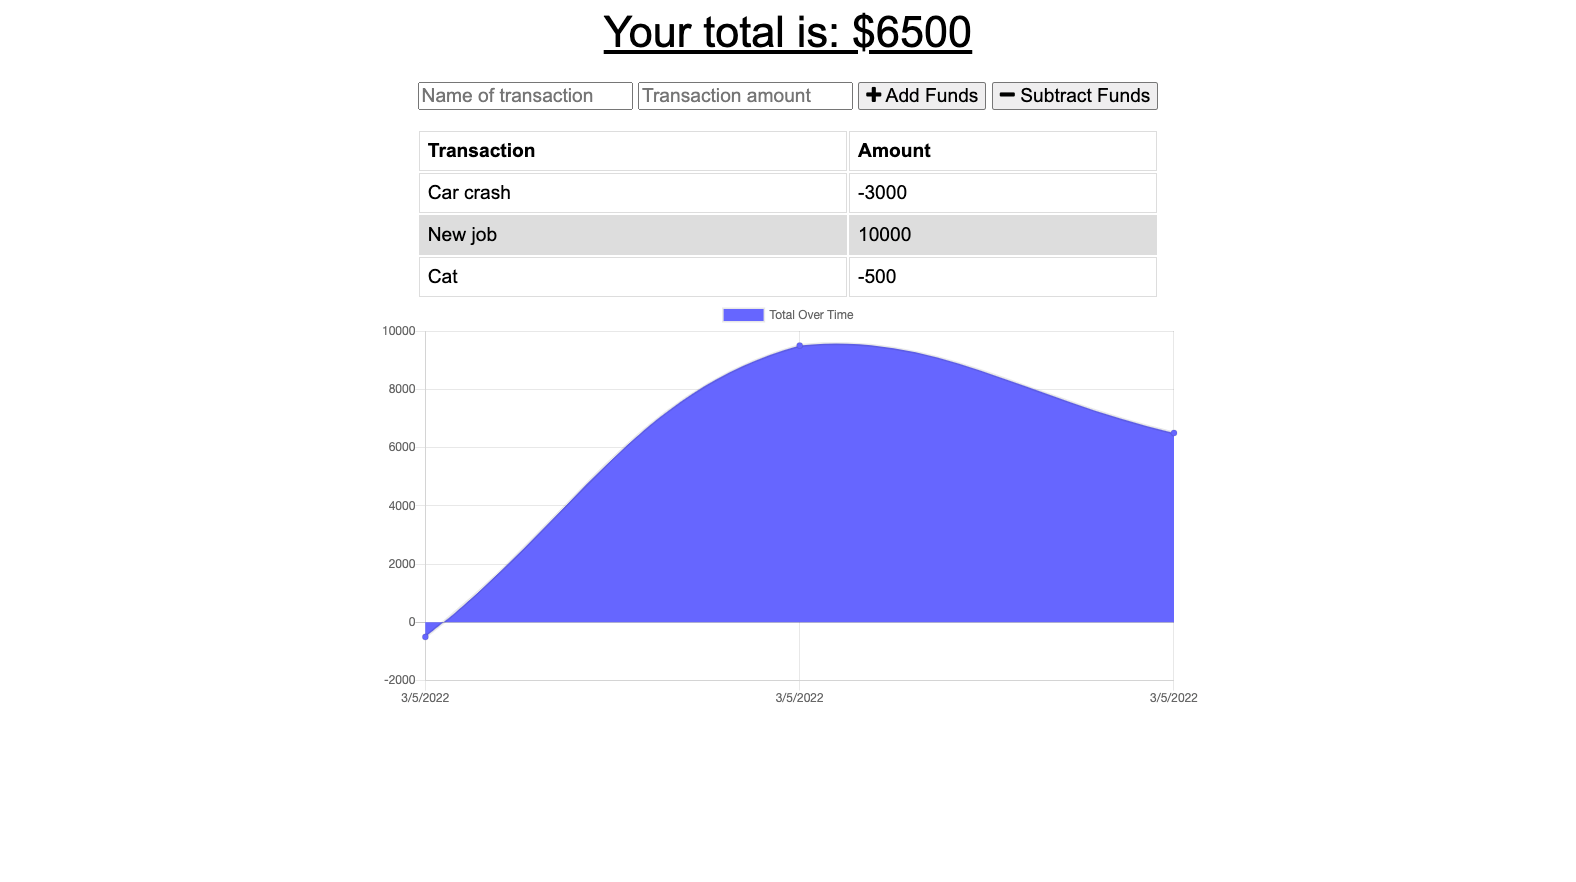 Your total is: $6500
Name of transaction Transaction amount Add Funds Subtract Funds
Transaction Amount
Car crash -3000
New job 10000
Cat -500
Total Over Time
10000
8000
6000
4000
2000
0
-2000
3/5/2022 3/5/2022 3/5/2022